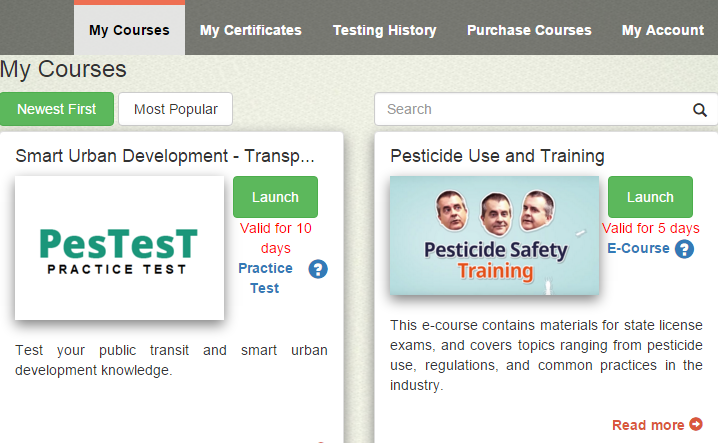 My Courses
My Certificates
Testing History
Purchase Courses
My Account
My Courses
Newest First
Most Popular
Search
Smart Urban Development - Transp...
PesTesT
PRACTICE TEST
Launch
Valid for 10
days
Practice
Test
?
Test your public transit and smart urban
development knowledge.
Pesticide Use and Training
Pesticide Safety
Training
Launch
Valid for 5 days
E-Course ?
This e-course contains materials for state license
exams, and covers topics ranging from pesticide
use, regulations, and common practices in the
industry.
Read more